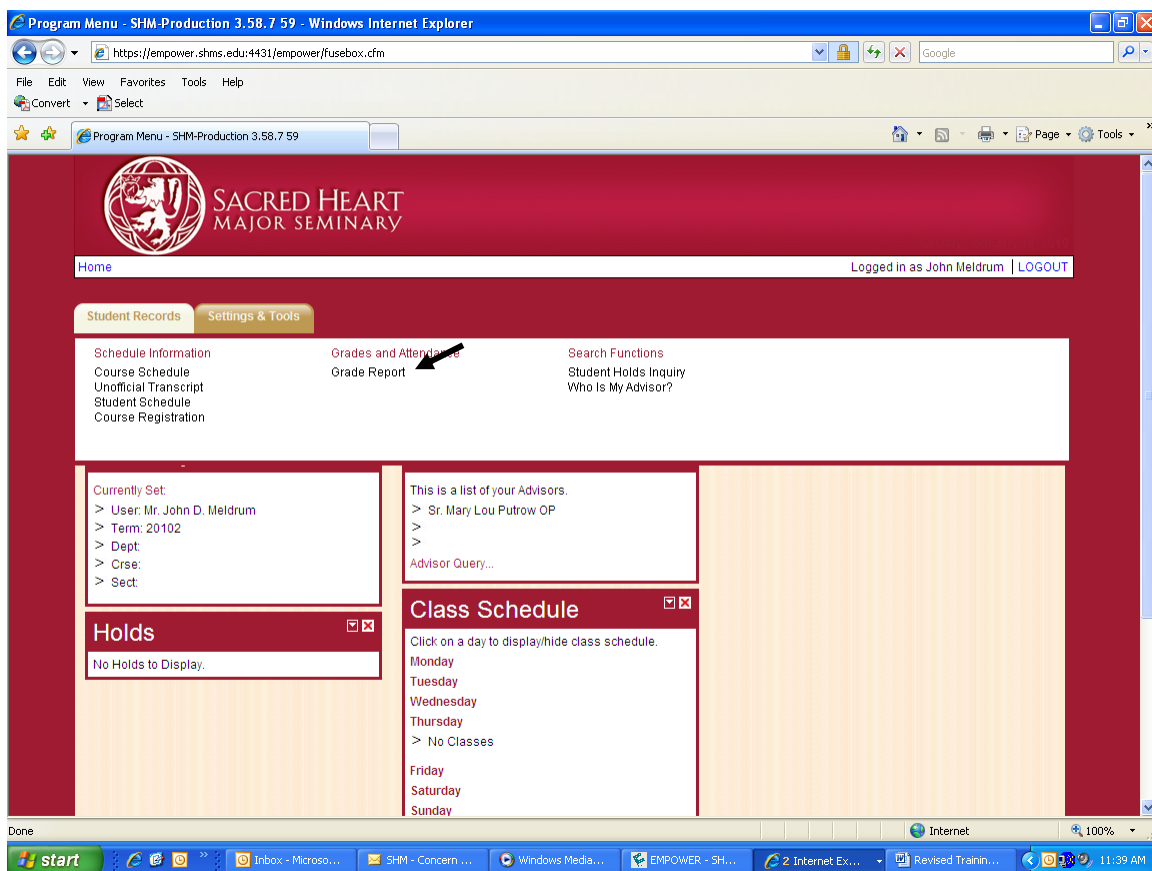 Program Menu - SHM-Production 3.58.7 59 - Windows Internet Explorer
https://empower.shms.edu:4431/empower/fusebox.cfm
Google
File Edit View Favorites Tools Help
Convert Select
Program Menu - SHM-Production 3.58.7 59
Page Tools
SACRED HEART
MAJOR SEMINARY
Home
Logged in as John Meldrum | LOGOUT
Student Records
Settings & Tools
Schedule Information
Course Schedule
Unofficial Transcript
Student Schedule
Course Registration
Grades and Attendance
Grade Report
Search Functions
Student Holds Inquiry
Who Is My Advisor?
Currently Set:
> User: Mr. John D. Meldrum
> Term: 20102
> Dept:
> Crse:
> Sect:
Holds
No Holds to Display.
This is a list of your Advisors.
> Sr. Mary Lou Putrow OP
>
>
Advisor Query...
Class Schedule
Click on a day to display/hide class schedule.
Monday
Tuesday
Wednesday
Thursday
> No Classes
Friday
Saturday
Sunday
Done
Internet
100%
start
Inbox - Microso...
SHM - Concern ...
Windows Media...
EMPOWER - SH...
2 Internet Ex...
Revised Trainin...
11:39 AM